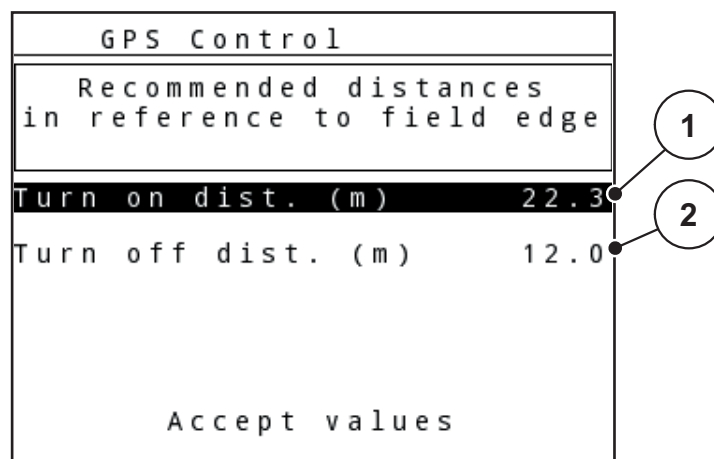 GPS Control
Recommended distances
in reference to field edge
Turn on dist. (m) 22.3
1
Turn off dist. (m) 12.0
2
Accept values